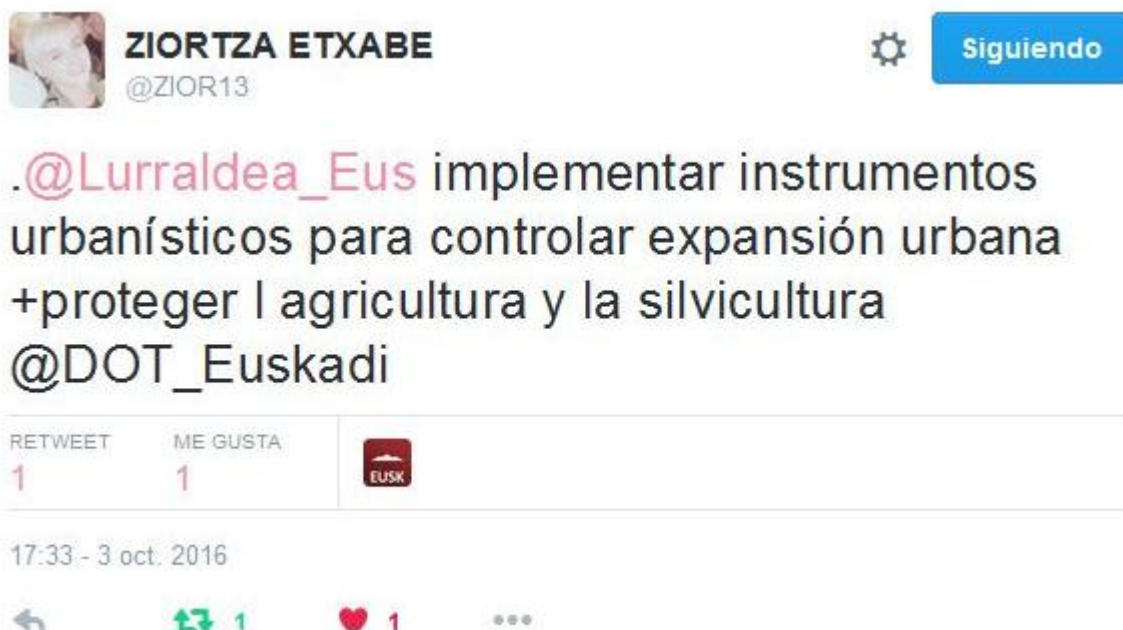 ZIORTZA ETXABE
@ZIOR13
Siguiendo
.@Lurraldea_Eus implementar instrumentos
urbanísticos para controlar expansión urbana
+proteger l agricultura y la silvicultura
@DOT_Euskadi
RETWEET ME GUSTA
1 1
EUSK
17:33 - 3 oct. 2016
1 1